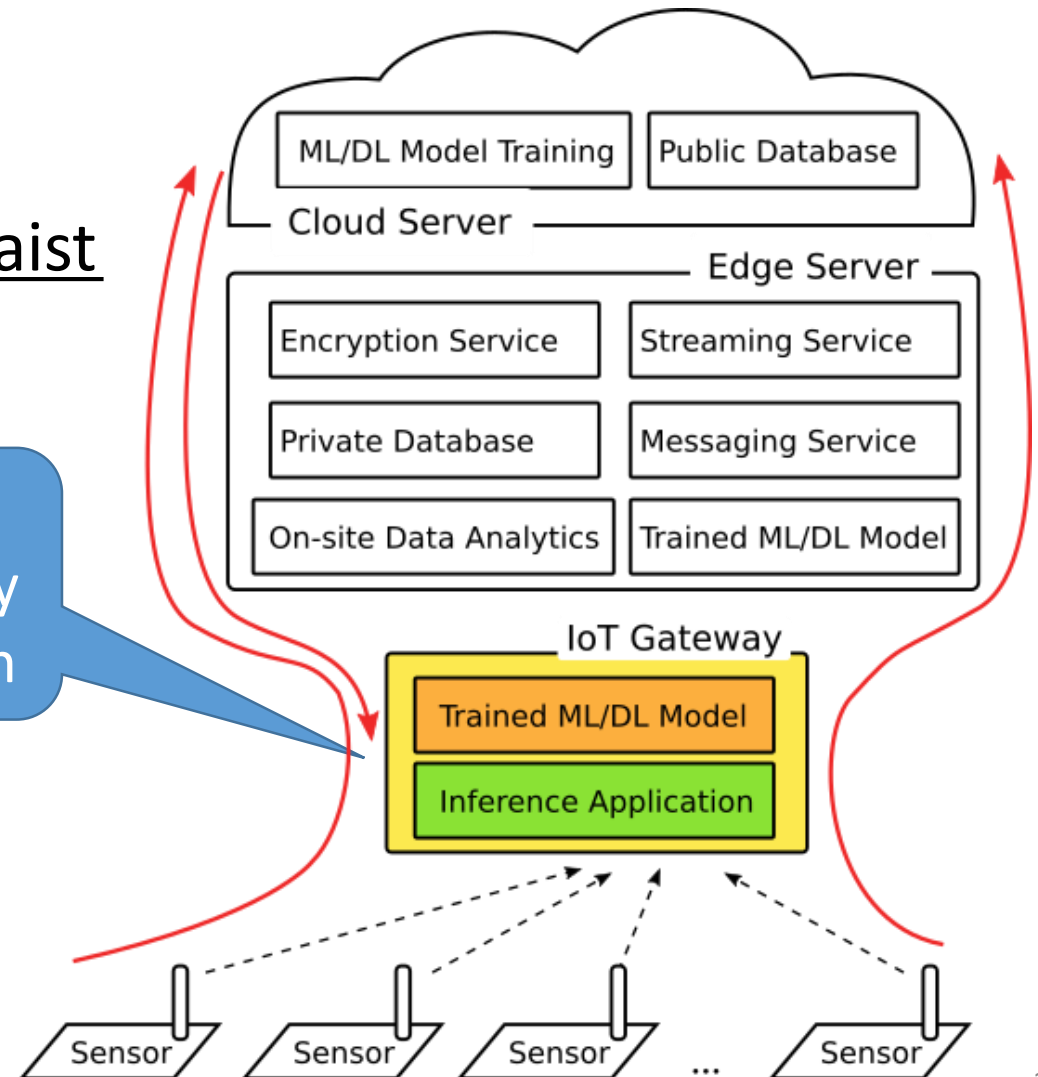 ML/DL Model Training
Public Database
Cloud Server
aist
Edge Server
Encryption Service
Streaming Service
Private Database
Messaging Service
On-site Data Analytics
Trained ML/DL Model
y
n
IoT Gateway
Trained ML/DL Model
Inference Application
Sensor
Sensor
Sensor
...
Sensor